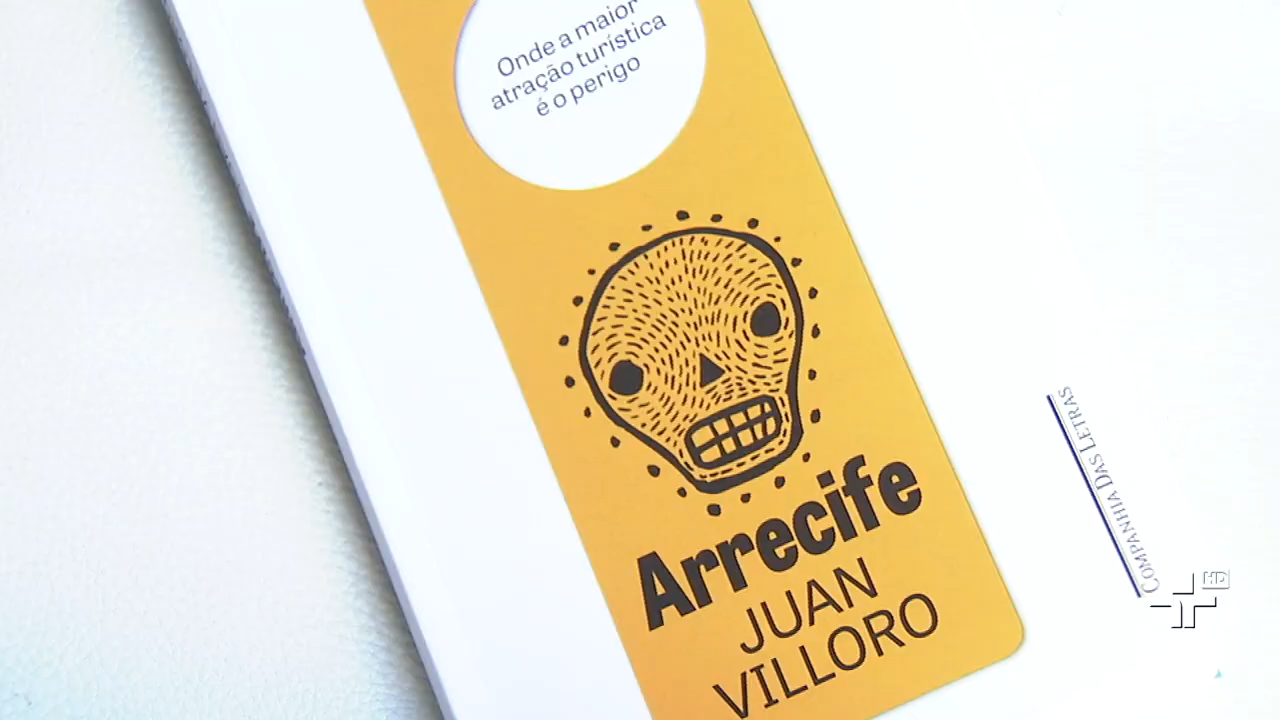 Onde a maior
atração turística
é o perigo
Arrecife
JUAN
VILLORO
COMPANHIA DAS LETRAS
HD